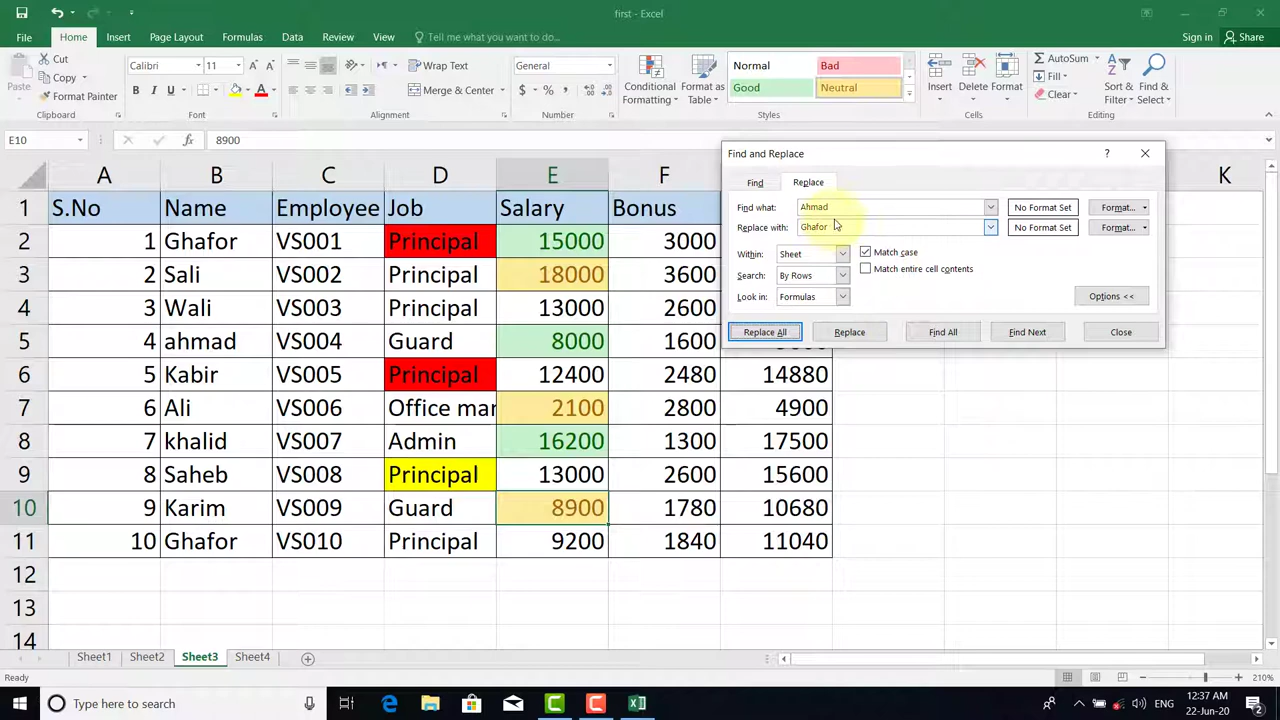 first - Excel
File Home Insert Page Layout Formulas Data Review View Tell me what you want to do... Sign in Share
Paste Cut Copy Format Painter Clipboard
Calibri 11 B I U A Font
Wrap Text Merge & Center Alignment
General $ % , Number
Conditional Formatting Format as Table Normal Bad Good Neutral Styles
Insert Delete Format Cells
AutoSum Fill Clear Sort & Filter Find & Select Editing
E10 fx 8900
Find and Replace ?
Find Replace
Find what: Ahmad No Format Set Format...
Replace with: Ghafor No Format Set Format...
Within: Sheet Match case
Search: By Rows Match entire cell contents
Look in: Formulas Options <<
Replace All Replace Find All Find Next Close
A B C D E F K
1 S.No Name Employee Job Salary Bonus
2 1 Ghafor VS001 Principal 15000 3000
3 2 Sali VS002 Principal 18000 3600
4 3 Wali VS003 Principal 13000 2600
5 4 ahmad VS004 Guard 8000 1600
6 5 Kabir VS005 Principal 12400 2480 14880
7 6 Ali VS006 Office mar 2100 2800 4900
8 7 khalid VS007 Admin 16200 1300 17500
9 8 Saheb VS008 Principal 13000 2600 15600
10 9 Karim VS009 Guard 8900 1780 10680
11 10 Ghafor VS010 Principal 9200 1840 11040
12
13
14
Sheet1 Sheet2 Sheet3 Sheet4
Ready 210%
Type here to search ENG 12:37 AM 22-Jun-20 2